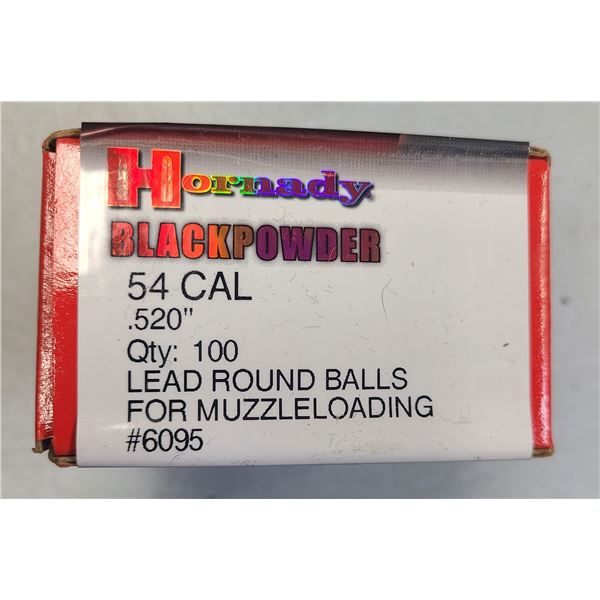 Hornady
BLACKPOWDER
54 CAL
.520"
Qty: 100
LEAD ROUND BALLS
FOR MUZZLELOADING
#6095